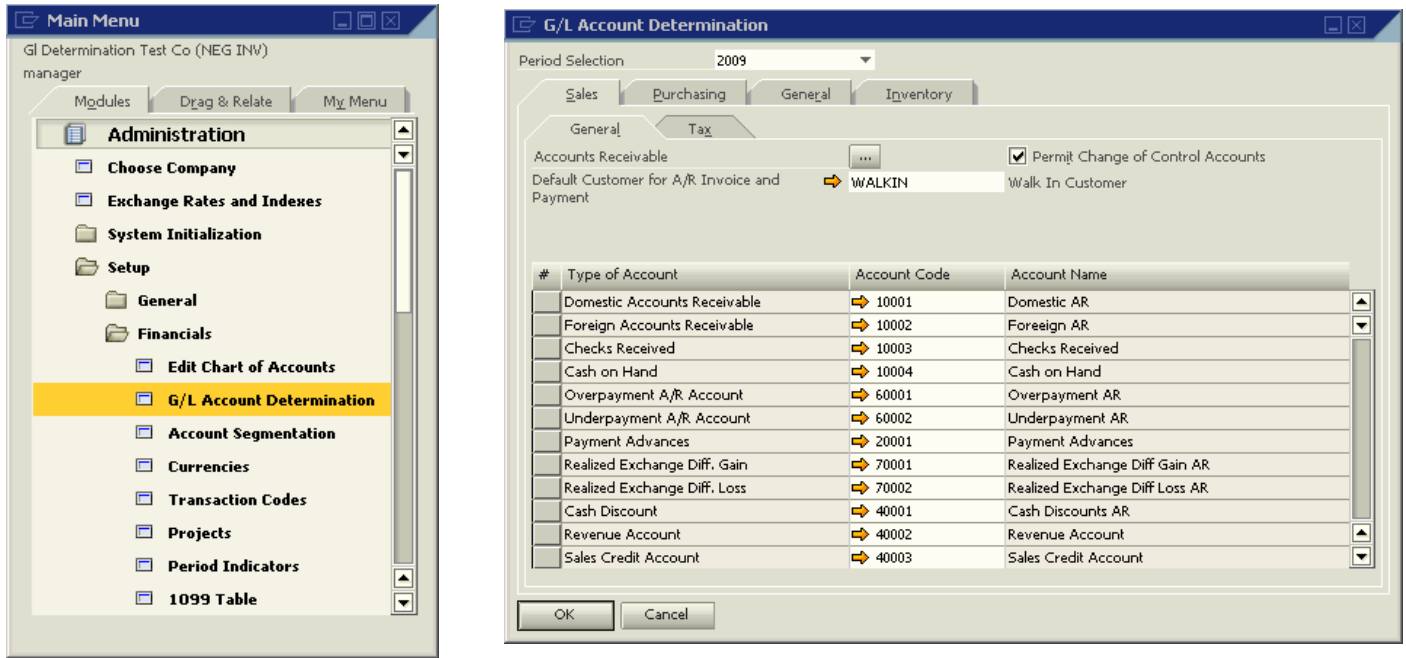 Main Menu
Gl Determination Test Co (NEG INV)
manager
Modules Drag & Relate My Menu
Administration
Choose Company
Exchange Rates and Indexes
System Initialization
Setup
General
Financials
Edit Chart of Accounts
G/L Account Determination
Account Segmentation
Currencies
Transaction Codes
Projects
Period Indicators
1099 Table
G/L Account Determination
Period Selection 2009
Sales Purchasing General Inventory
General Tax
Accounts Receivable ... Permit Change of Control Accounts
Default Customer for A/R Invoice and
Payment
WALKIN Walk In Customer
# Type of Account Account Code Account Name
Domestic Accounts Receivable 10001 Domestic AR
Foreign Accounts Receivable 10002 Foreeign AR
Checks Received 10003 Checks Received
Cash on Hand 10004 Cash on Hand
Overpayment A/R Account 60001 Overpayment AR
Underpayment A/R Account 60002 Underpayment AR
Payment Advances 20001 Payment Advances
Realized Exchange Diff. Gain 70001 Realized Exchange Diff Gain AR
Realized Exchange Diff. Loss 70002 Realized Exchange Diff Loss AR
Cash Discount 40001 Cash Discounts AR
Revenue Account 40002 Revenue Account
Sales Credit Account 40003 Sales Credit Account
OK Cancel